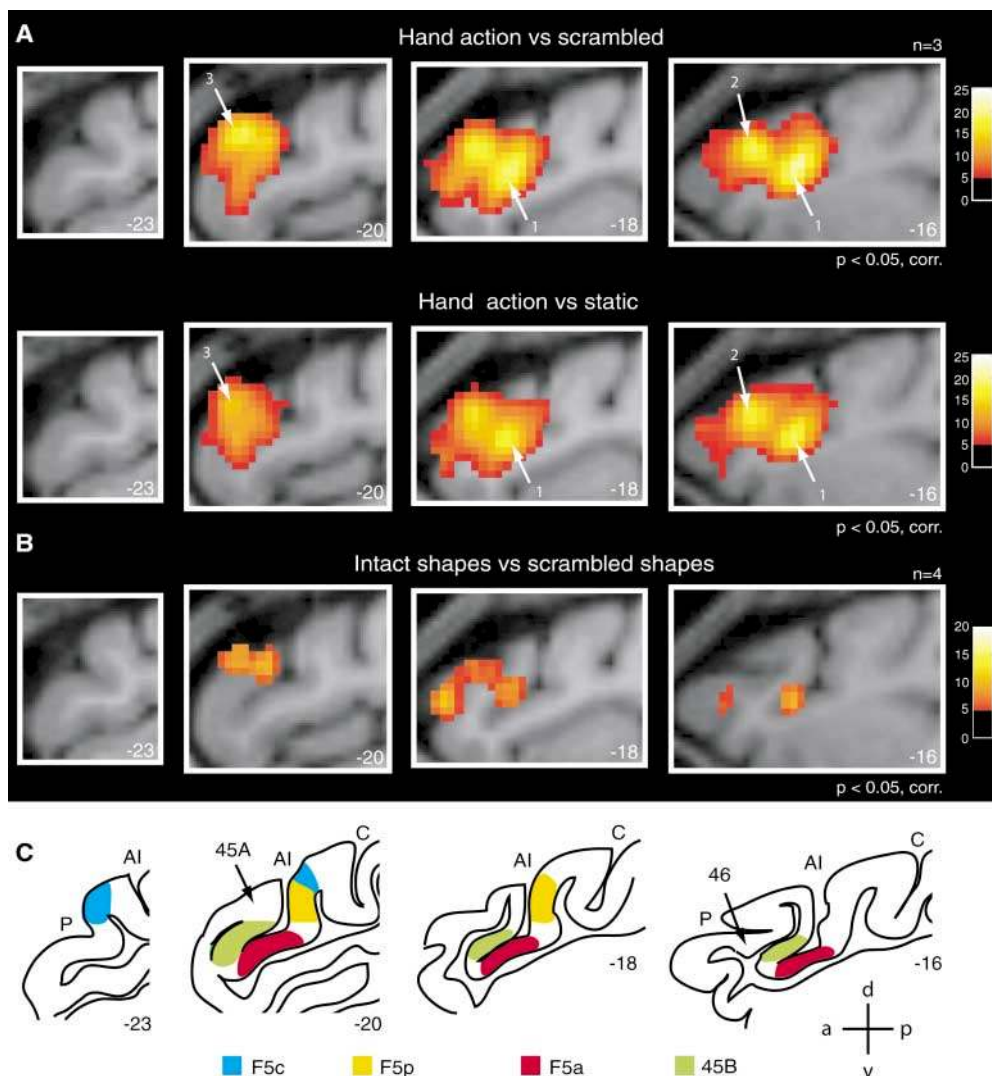 A
Hand action vs scrambled
n=3
3
2
1
1
-23
-20
-18
-16
25
20
15
10
5
0
p < 0.05, corr.
Hand action vs static
3
2
1
1
-23
-20
-18
-16
25
20
15
10
5
0
p < 0.05, corr.
B
Intact shapes vs scrambled shapes
n=4
-23
-20
-18
-16
20
15
10
5
0
p < 0.05, corr.
C
P
AI
-23
45A
AI
C
-20
AI
C
-18
P
46
AI
C
-16
d
a
p
v
F5c
F5p
F5a
45B